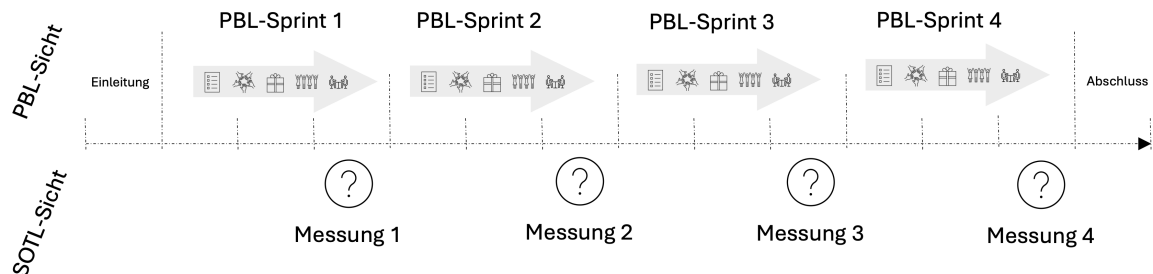 PBL-Sprint 1
PBL-Sprint 2
PBL-Sprint 3
PBL-Sprint 4
PBL-Sicht
Einleitung
Abschluss
SOTL-Sicht
?
?
?
?
Messung 1
Messung 2
Messung 3
Messung 4